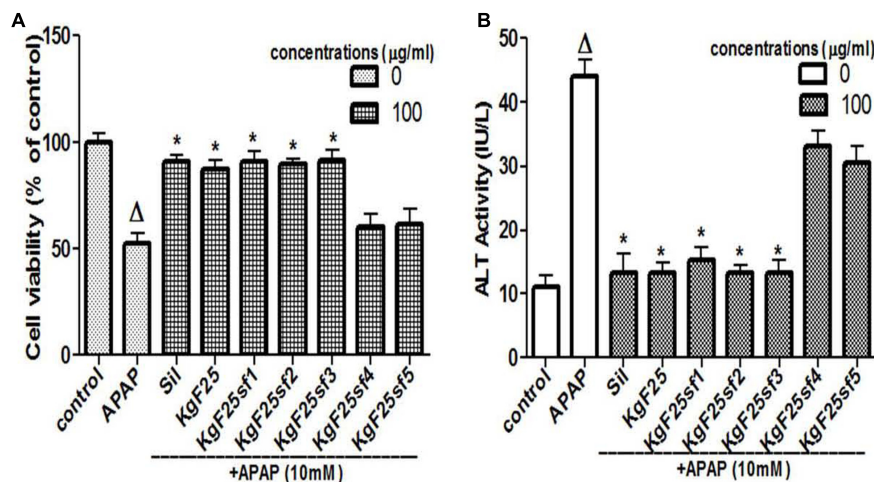 A
Cell viability (% of control)
150
100
50
0
concentrations (μg/ml)
0
100
Δ
*
*
*
*
*
control
APAP
Sil
KgF25
KgF25sf1
KgF25sf2
KgF25sf3
KgF25sf4
KgF25sf5
+APAP (10mM)
B
ALT Activity (IU/L)
50
40
30
20
10
0
concentrations (μg/ml)
0
100
Δ
*
*
*
*
*
control
APAP
Sil
KgF25
KgF25sf1
KgF25sf2
KgF25sf3
KgF25sf4
KgF25sf5
+APAP (10mM)